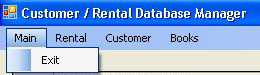 Customer / Rental Database Manager
Main Rental Customer Books
Exit